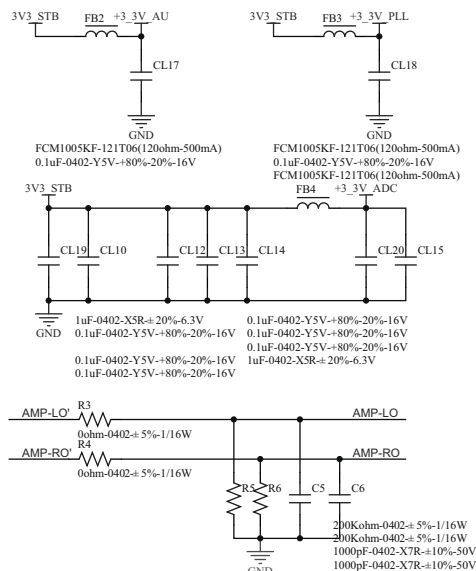 3V3_STB FB2 +3_3V_AU
CL17
GND
FCM1005KF-121T06(120ohm-500mA)
0.1uF-0402-Y5V-+80%-20%-16V
3V3_STB FB3 +3_3V_PLL
CL18
GND
FCM1005KF-121T06(120ohm-500mA)
0.1uF-0402-Y5V-+80%-20%-16V
FCM1005KF-121T06(120ohm-500mA)
3V3_STB FB4 +3_3V_ADC
CL19 CL10 CL12 CL13 CL14 CL20 CL15
GND
1uF-0402-X5R-±20%-6.3V
0.1uF-0402-Y5V-+80%-20%-16V
0.1uF-0402-Y5V-+80%-20%-16V
0.1uF-0402-Y5V-+80%-20%-16V
0.1uF-0402-Y5V-+80%-20%-16V
0.1uF-0402-Y5V-+80%-20%-16V
0.1uF-0402-Y5V-+80%-20%-16V
1uF-0402-X5R-±20%-6.3V
AMP-LO' R3 AMP-LO
0ohm-0402-±5%-1/16W
AMP-RO' R4 AMP-RO
0ohm-0402-±5%-1/16W
R5 R6 C5 C6
200Kohm-0402-±5%-1/16W
200Kohm-0402-±5%-1/16W
1000pF-0402-X7R-±10%-50V
1000pF-0402-X7R-±10%-50V
GND